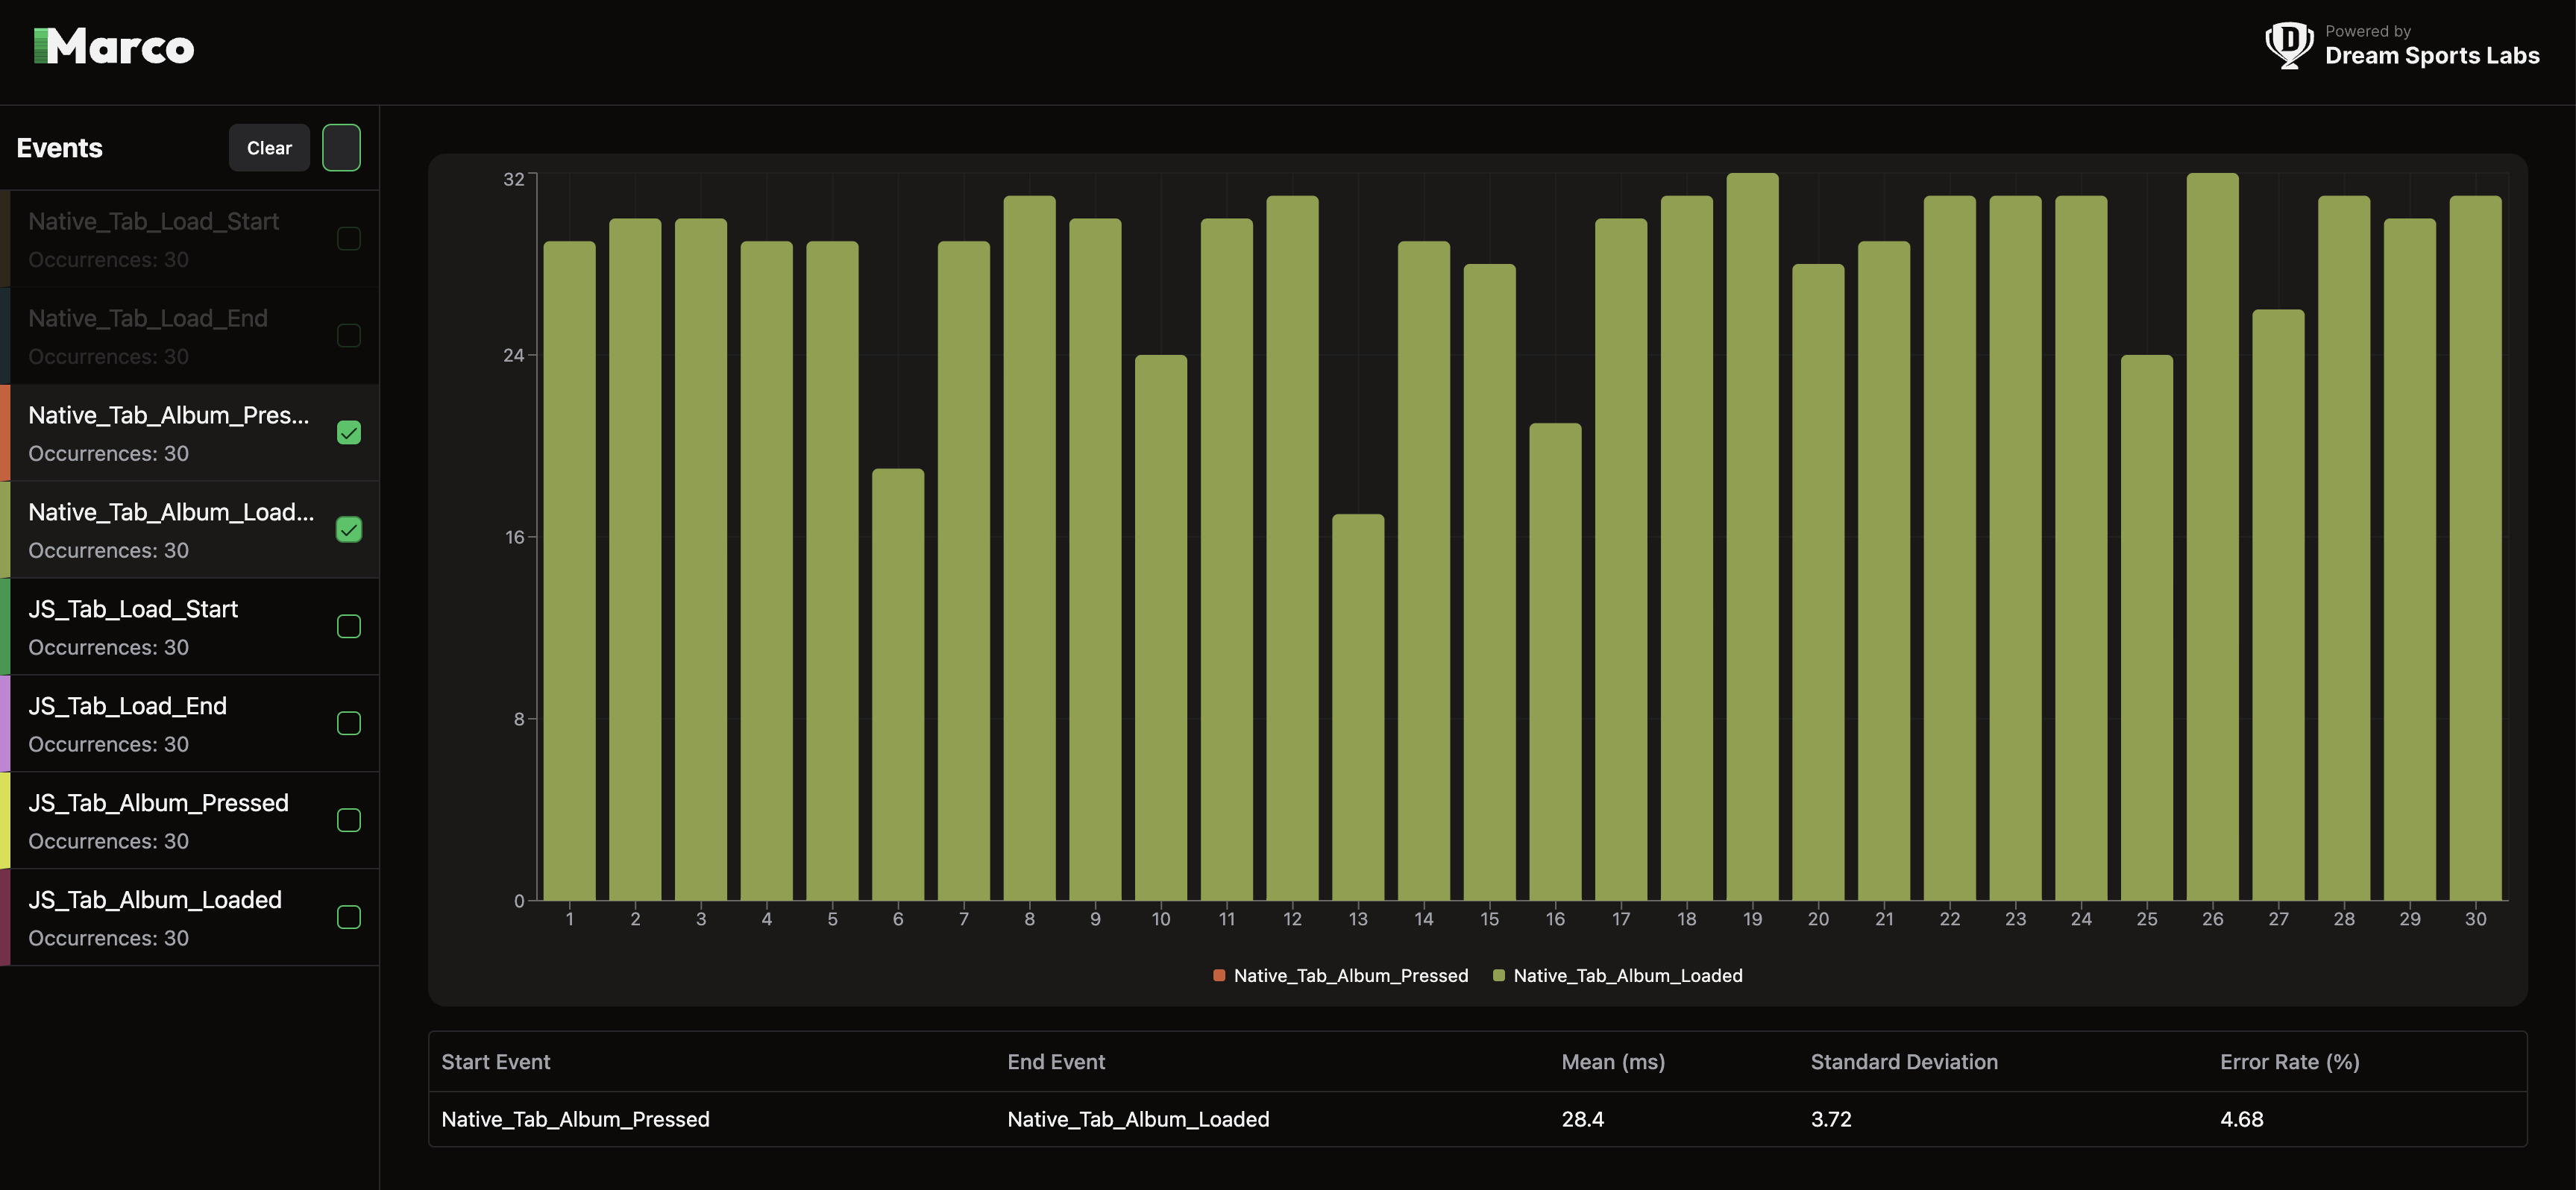 Marco
Powered by
Dream Sports Labs
Events
Clear
Native_Tab_Load_Start
Occurrences: 30
Native_Tab_Load_End
Occurrences: 30
Native_Tab_Album_Pres...
Occurrences: 30
Native_Tab_Album_Load...
Occurrences: 30
JS_Tab_Load_Start
Occurrences: 30
JS_Tab_Load_End
Occurrences: 30
JS_Tab_Album_Pressed
Occurrences: 30
JS_Tab_Album_Loaded
Occurrences: 30
32
24
16
8
0
1 2 3 4 5 6 7 8 9 10 11 12 13 14 15 16 17 18 19 20 21 22 23 24 25 26 27 28 29 30
Native_Tab_Album_Pressed Native_Tab_Album_Loaded
Start Event End Event Mean (ms) Standard Deviation Error Rate (%)
Native_Tab_Album_Pressed Native_Tab_Album_Loaded 28.4 3.72 4.68